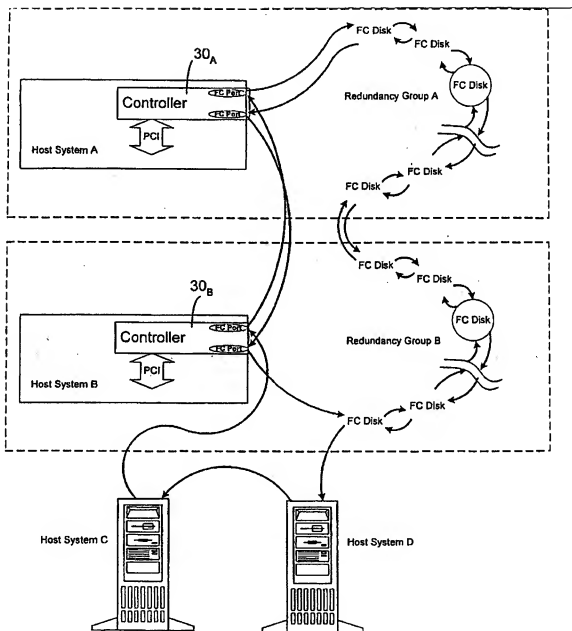 30A
FC Disk
FC Disk
Controller
FC Port
FC Port
FC Disk
Redundancy Group A
PCI
Host System A
FC Disk
FC Disk
FC Disk
FC Disk
30B
Controller
FC Port
FC Port
FC Disk
Redundancy Group B
PCI
Host System B
FC Disk
FC Disk
Host System C
Host System D